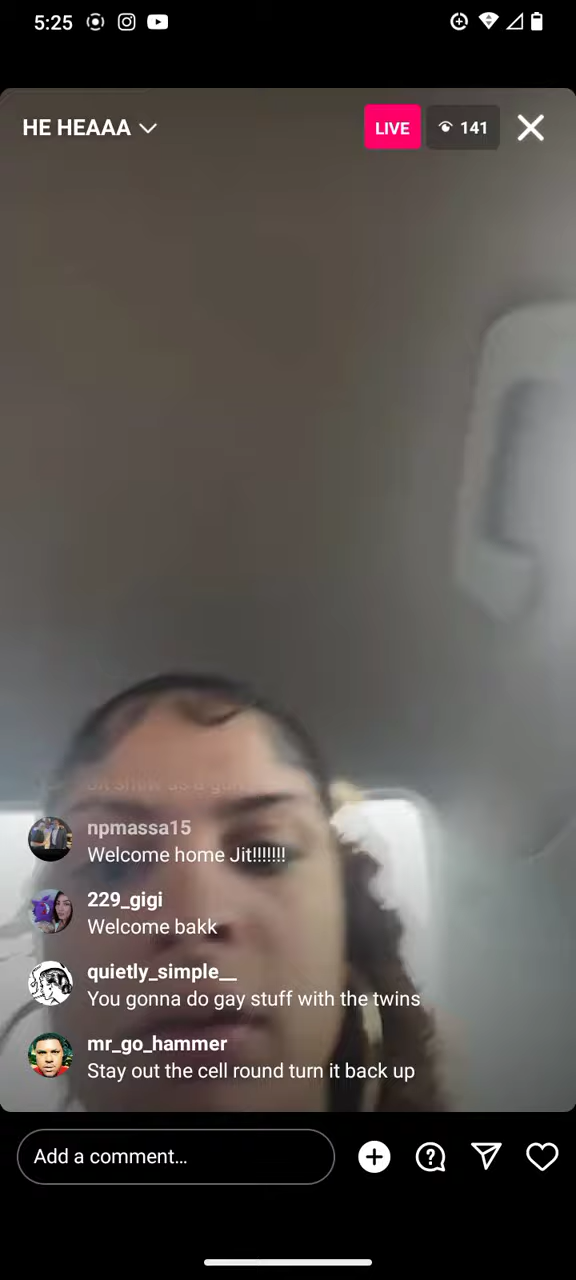 5:25
HE HEAAA
LIVE
141
npmassa15
Welcome home Jit!!!!!!!
229_gigi
Welcome bakk
quietly_simple__
You gonna do gay stuff with the twins
mr_go_hammer
Stay out the cell round turn it back up
Add a comment...